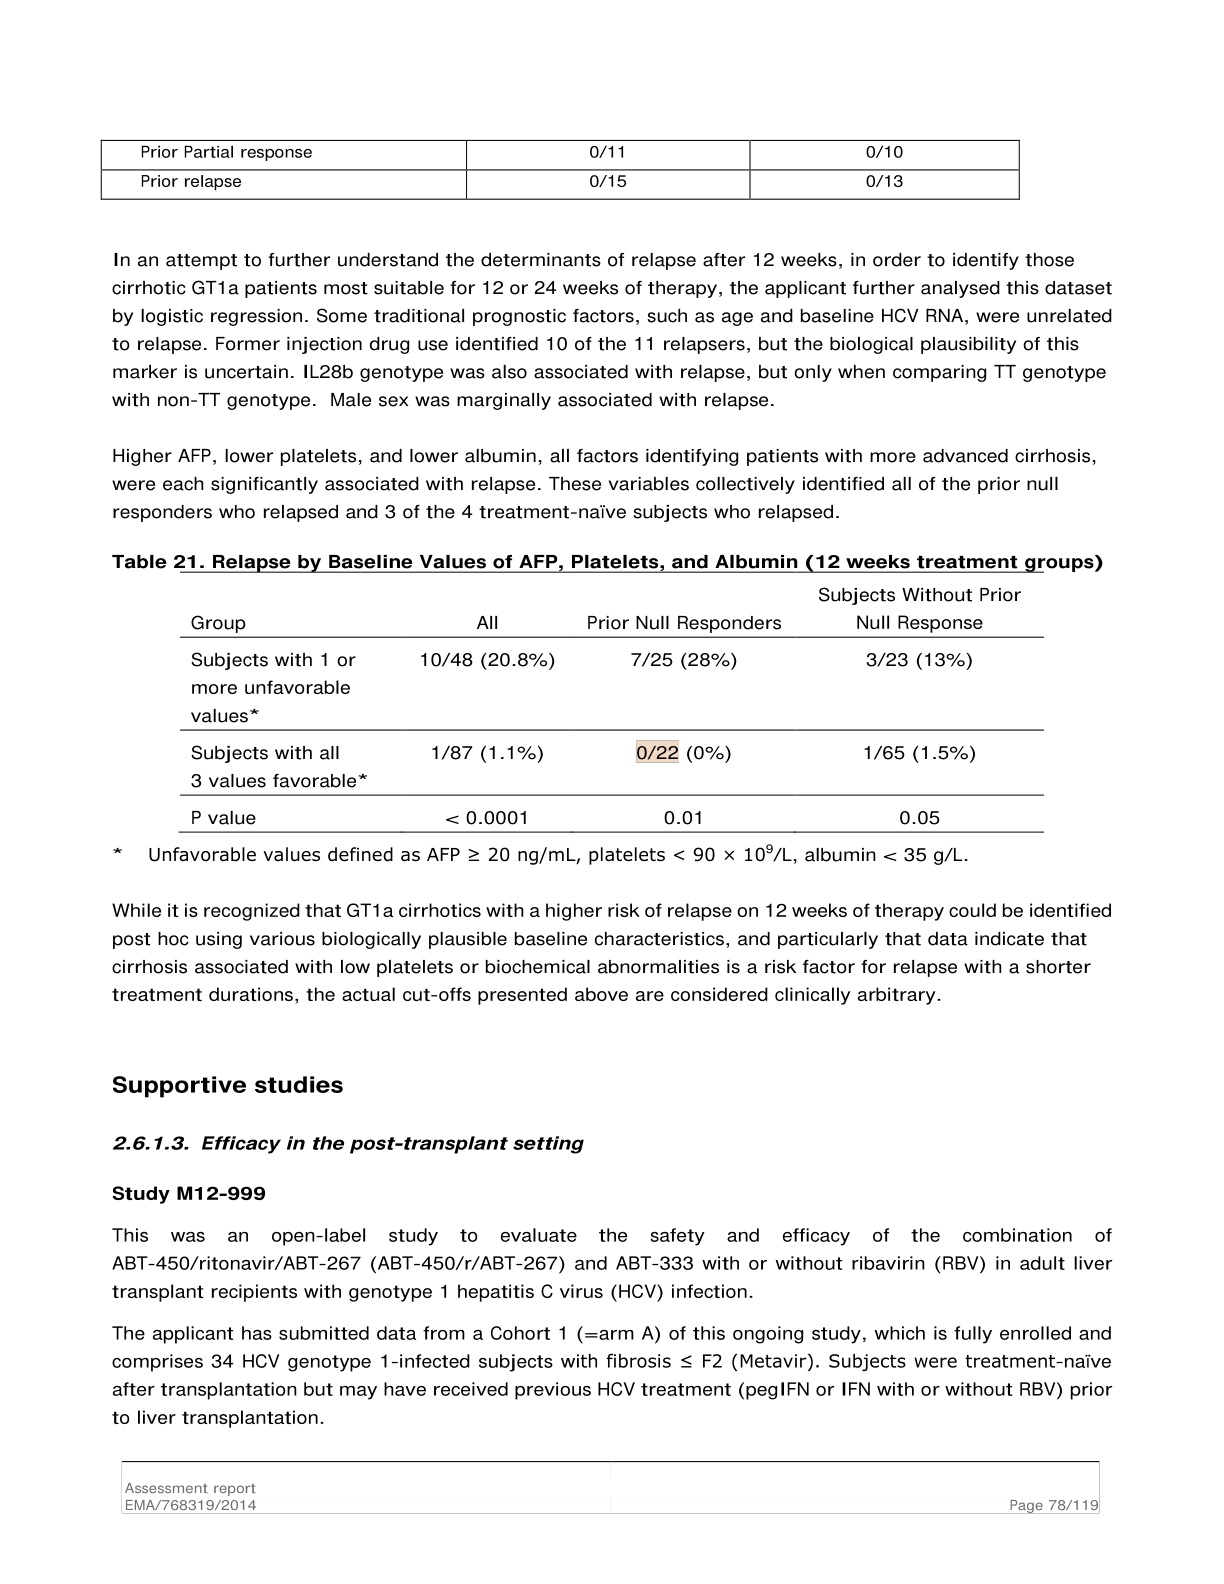 Prior Partial response 0/11 0/10
Prior relapse 0/15 0/13
In an attempt to further understand the determinants of relapse after 12 weeks, in order to identify those
cirrhotic GT1a patients most suitable for 12 or 24 weeks of therapy, the applicant further analysed this dataset
by logistic regression. Some traditional prognostic factors, such as age and baseline HCV RNA, were unrelated
to relapse. Former injection drug use identified 10 of the 11 relapsers, but the biological plausibility of this
marker is uncertain. IL28b genotype was also associated with relapse, but only when comparing TT genotype
with non-TT genotype.  Male sex was marginally associated with relapse.
Higher AFP, lower platelets, and lower albumin, all factors identifying patients with more advanced cirrhosis,
were each significantly associated with relapse. These variables collectively identified all of the prior null
responders who relapsed and 3 of the 4 treatment-naïve subjects who relapsed.
Table 21. Relapse by Baseline Values of AFP, Platelets, and Albumin (12 weeks treatment groups)
Subjects Without Prior
Group All Prior Null Responders Null Response
Subjects with 1 or 10/48 (20.8%) 7/25 (28%) 3/23 (13%)
more unfavorable
values*
Subjects with all 1/87 (1.1%) 0/22 (0%) 1/65 (1.5%)
3 values favorable*
P value < 0.0001 0.01 0.05
* Unfavorable values defined as AFP ≥ 20 ng/mL, platelets < 90 × 10⁹/L, albumin < 35 g/L.
While it is recognized that GT1a cirrhotics with a higher risk of relapse on 12 weeks of therapy could be identified
post hoc using various biologically plausible baseline characteristics, and particularly that data indicate that
cirrhosis associated with low platelets or biochemical abnormalities is a risk factor for relapse with a shorter
treatment durations, the actual cut-offs presented above are considered clinically arbitrary.
Supportive studies
2.6.1.3. Efficacy in the post-transplant setting
Study M12-999
This was an open-label study to evaluate the safety and efficacy of the combination of
ABT-450/ritonavir/ABT-267 (ABT-450/r/ABT-267) and ABT-333 with or without ribavirin (RBV) in adult liver
transplant recipients with genotype 1 hepatitis C virus (HCV) infection.
The applicant has submitted data from a Cohort 1 (=arm A) of this ongoing study, which is fully enrolled and
comprises 34 HCV genotype 1-infected subjects with fibrosis ≤ F2 (Metavir). Subjects were treatment-naïve
after transplantation but may have received previous HCV treatment (pegIFN or IFN with or without RBV) prior
to liver transplantation.
Assessment report
EMA/768319/2014 Page 78/119